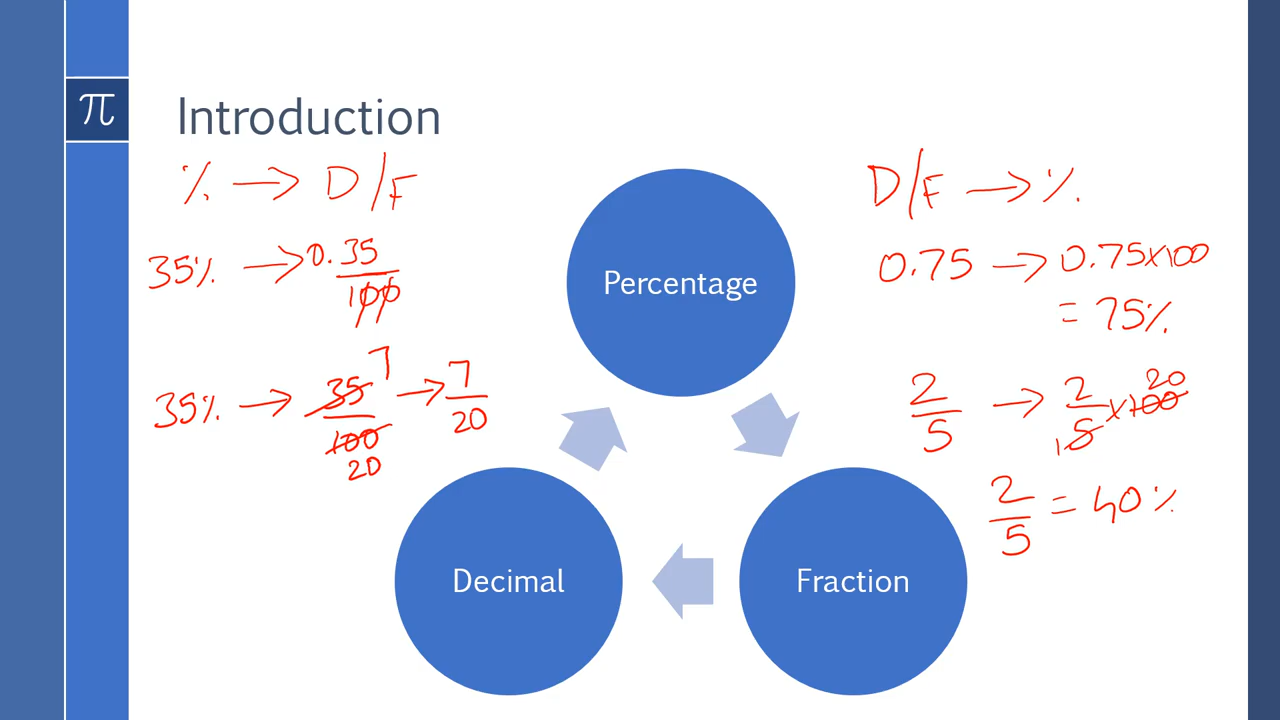 π
Introduction
% → D/F
35% → 0.35/100
35% → 35/100 7 20 → 7/20
Percentage
Decimal
Fraction
D/F → %
0.75 → 0.75×100
= 75%
2/5 → 2/5 × 100 1 20
2/5 = 40%